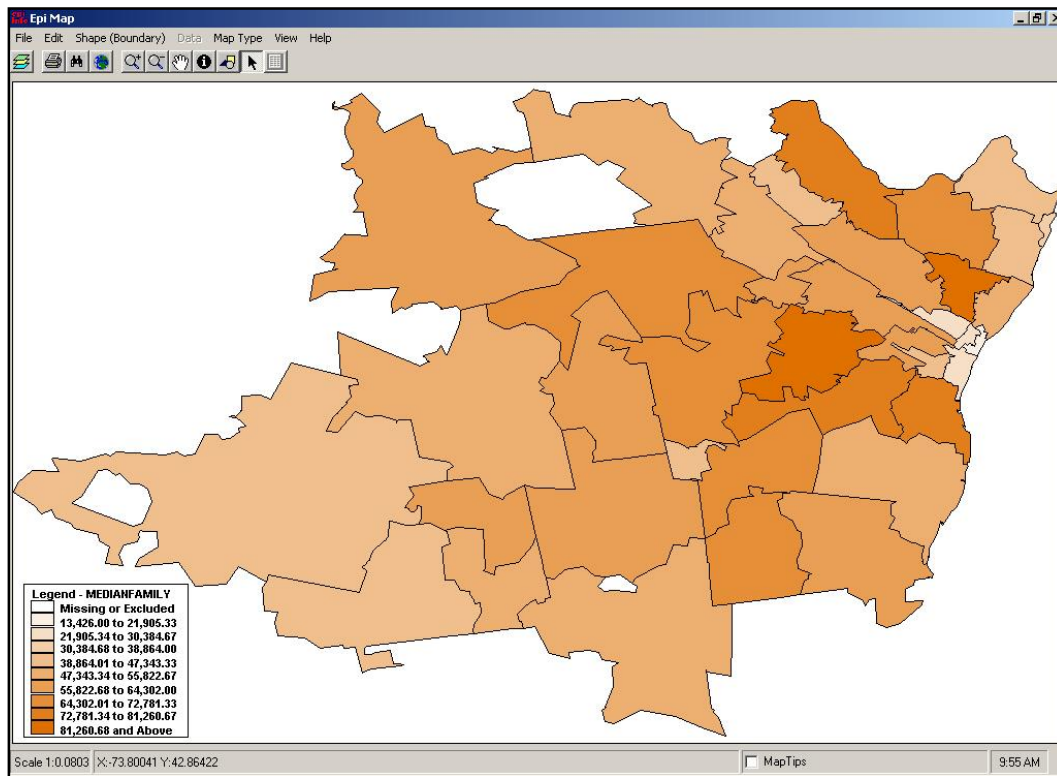 Epi Map
File Edit Shape (Boundary) Data Map Type View Help
Legend - MEDIANFAMILY
Missing or Excluded
13,426.00 to 21,905.33
21,905.34 to 30,384.67
30,384.68 to 38,864.00
38,864.01 to 47,343.33
47,343.34 to 55,822.67
55,822.68 to 64,302.00
64,302.01 to 72,781.33
72,781.34 to 81,260.67
81,260.68 and Above
Scale 1:0.0803 X:-73.80041 Y:42.86422 MapTips 9:55 AM